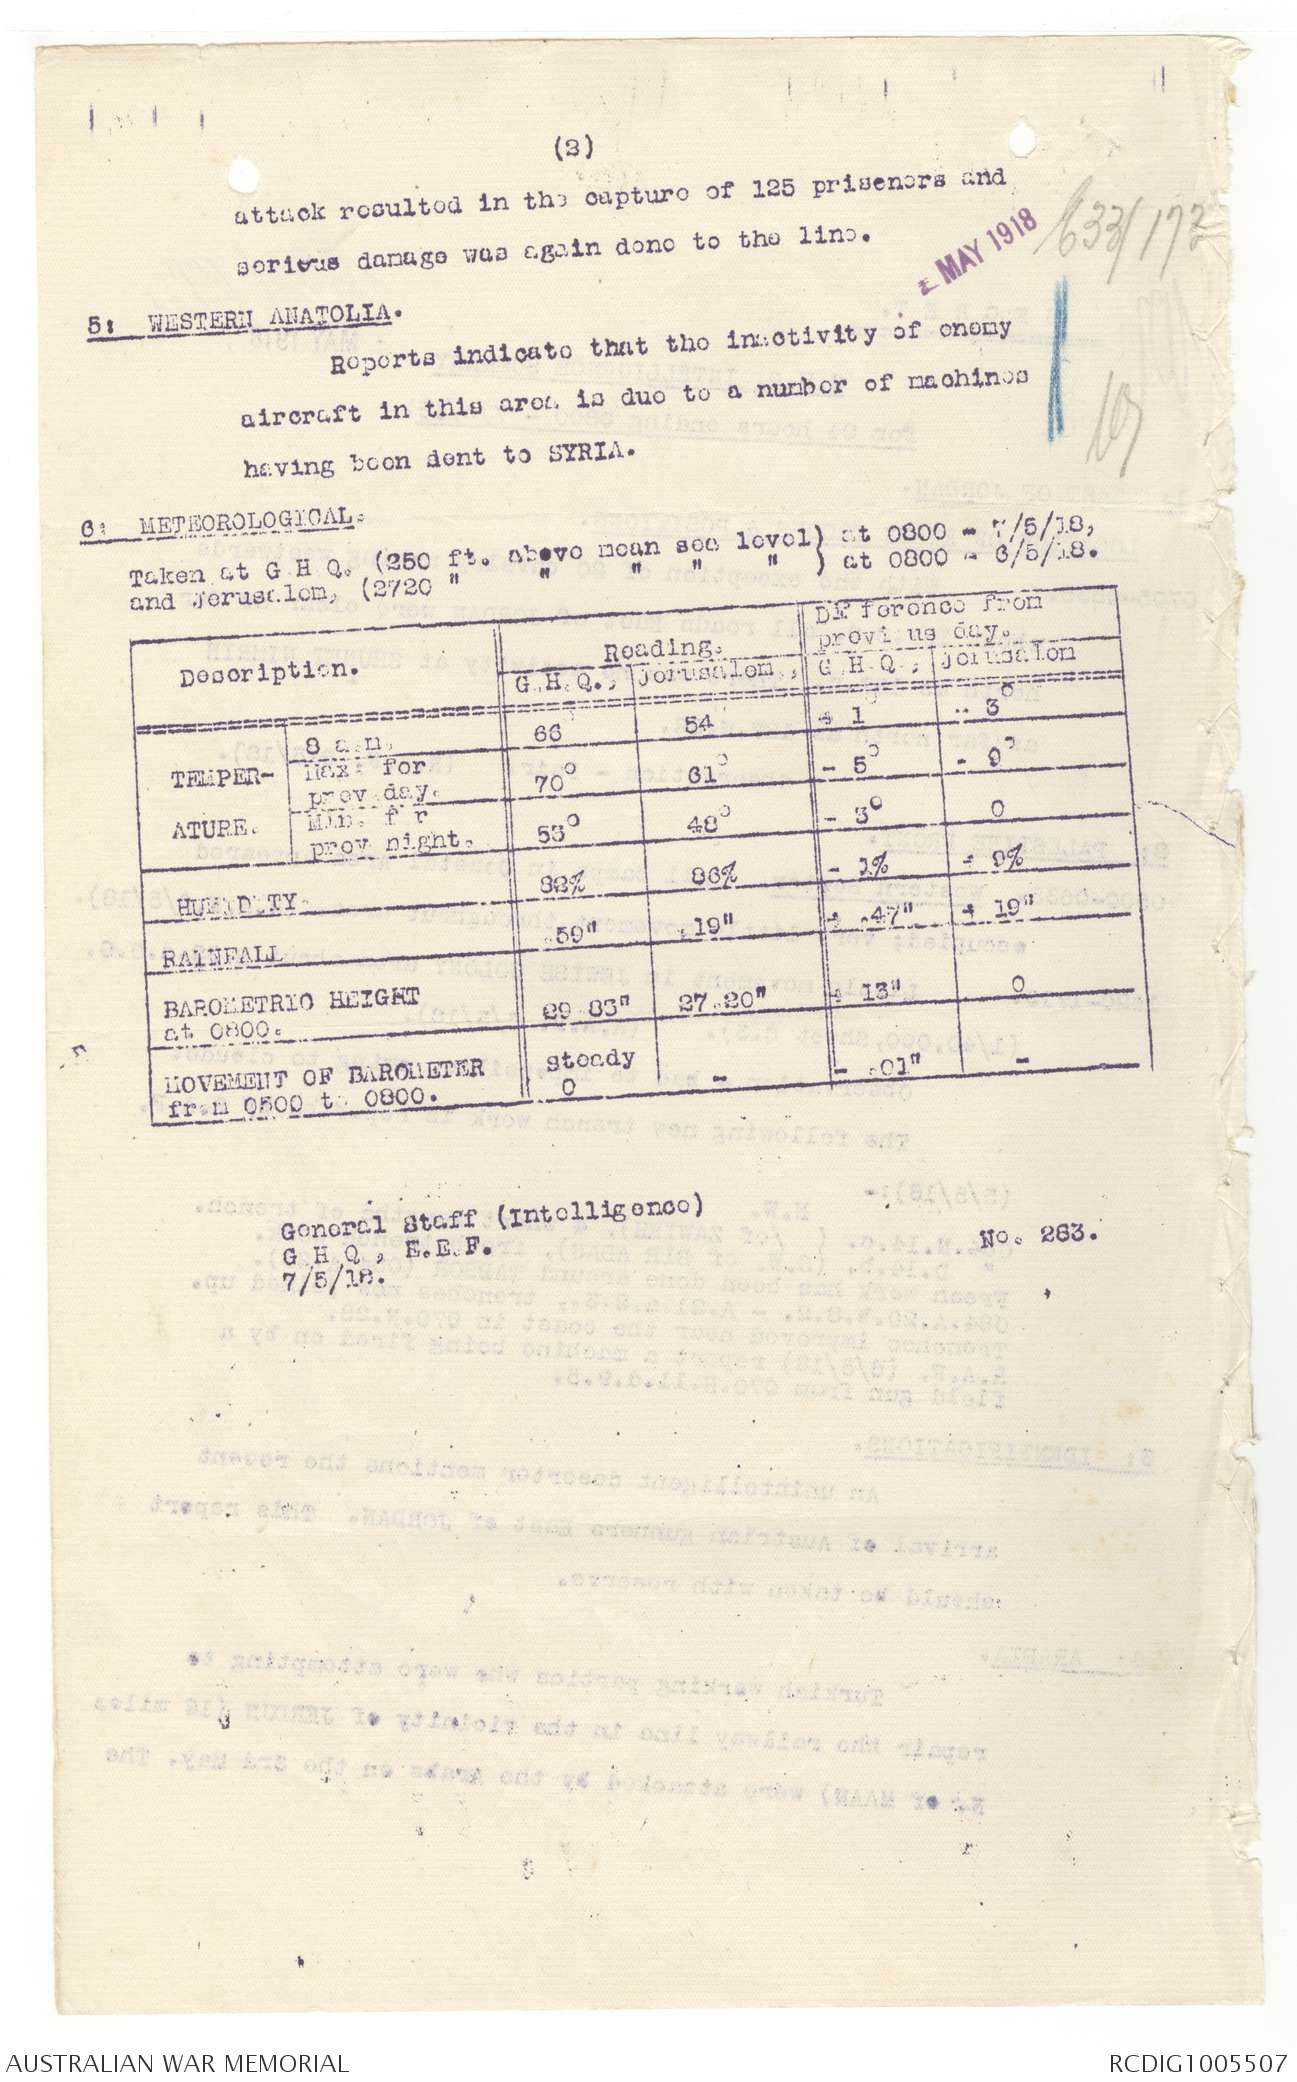 (2)
attack resulted in the capture of 125 prisoners and
serious damage was again done to the line.
MAY 1918
633/173
5: WESTERN ANATOLIA.
Reports indicate that the inactivity of enemy
aircraft in this area is due to a number of machines
having been dent to SYRIA.
6: METEOROLOGICAL.
Taken at G.H.Q. (250 ft. above mean sea level) at 0800 - 7/5/18,
and Jerusalem, (2720 " " " " " ) at 0800 - 6/5/18.
Description. Reading. Difference from previous day.
G.H.Q., Jerusalem, G.H.Q., Jerusalem
TEMPER-ATURE. 8 a.m. 66 54 + 1° - 3°
Max. for prev.day. 70° 61° - 5° - 9°
Min. for prev.night. 53° 48° - 3° 0
HUMIDITY. 82% 86% - 1% + 9%
RAINFALL .59" .19" + .47" + 19"
BAROMETRIC HEIGHT at 0800. 29.83" 27.20" + 13" 0
MOVEMENT OF BAROMETER from 0500 to 0800. steady 0 - - .01" -
General Staff (Intelligence)
G.H.Q., E.E.F.
7/5/18.
No. 263.
AUSTRALIAN WAR MEMORIAL
RCDIG1005507